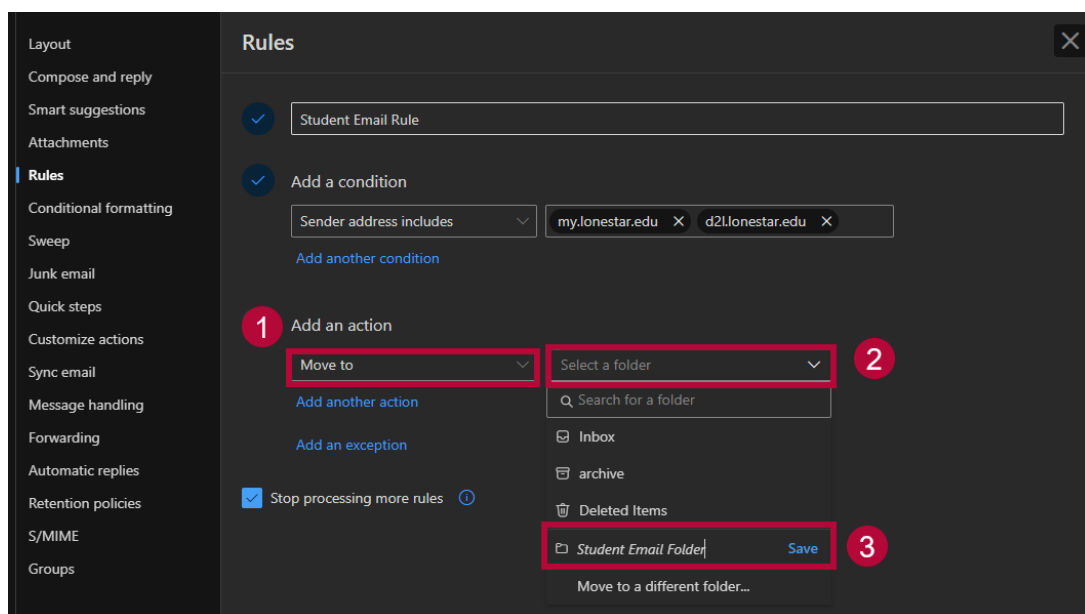 Layout
Compose and reply
Smart suggestions
Attachments
Rules
Conditional formatting
Sweep
Junk email
Quick steps
Customize actions
Sync email
Message handling
Forwarding
Automatic replies
Retention policies
S/MIME
Groups
Rules
Student Email Rule
Add a condition
Sender address includes
my.lonestar.edu d2l.lonestar.edu
Add another condition
1 Add an action
Move to
Select a folder 2
Add another action
Add an exception
Stop processing more rules
Search for a folder
Inbox
archive
Deleted Items
Student Email Folder Save 3
Move to a different folder...